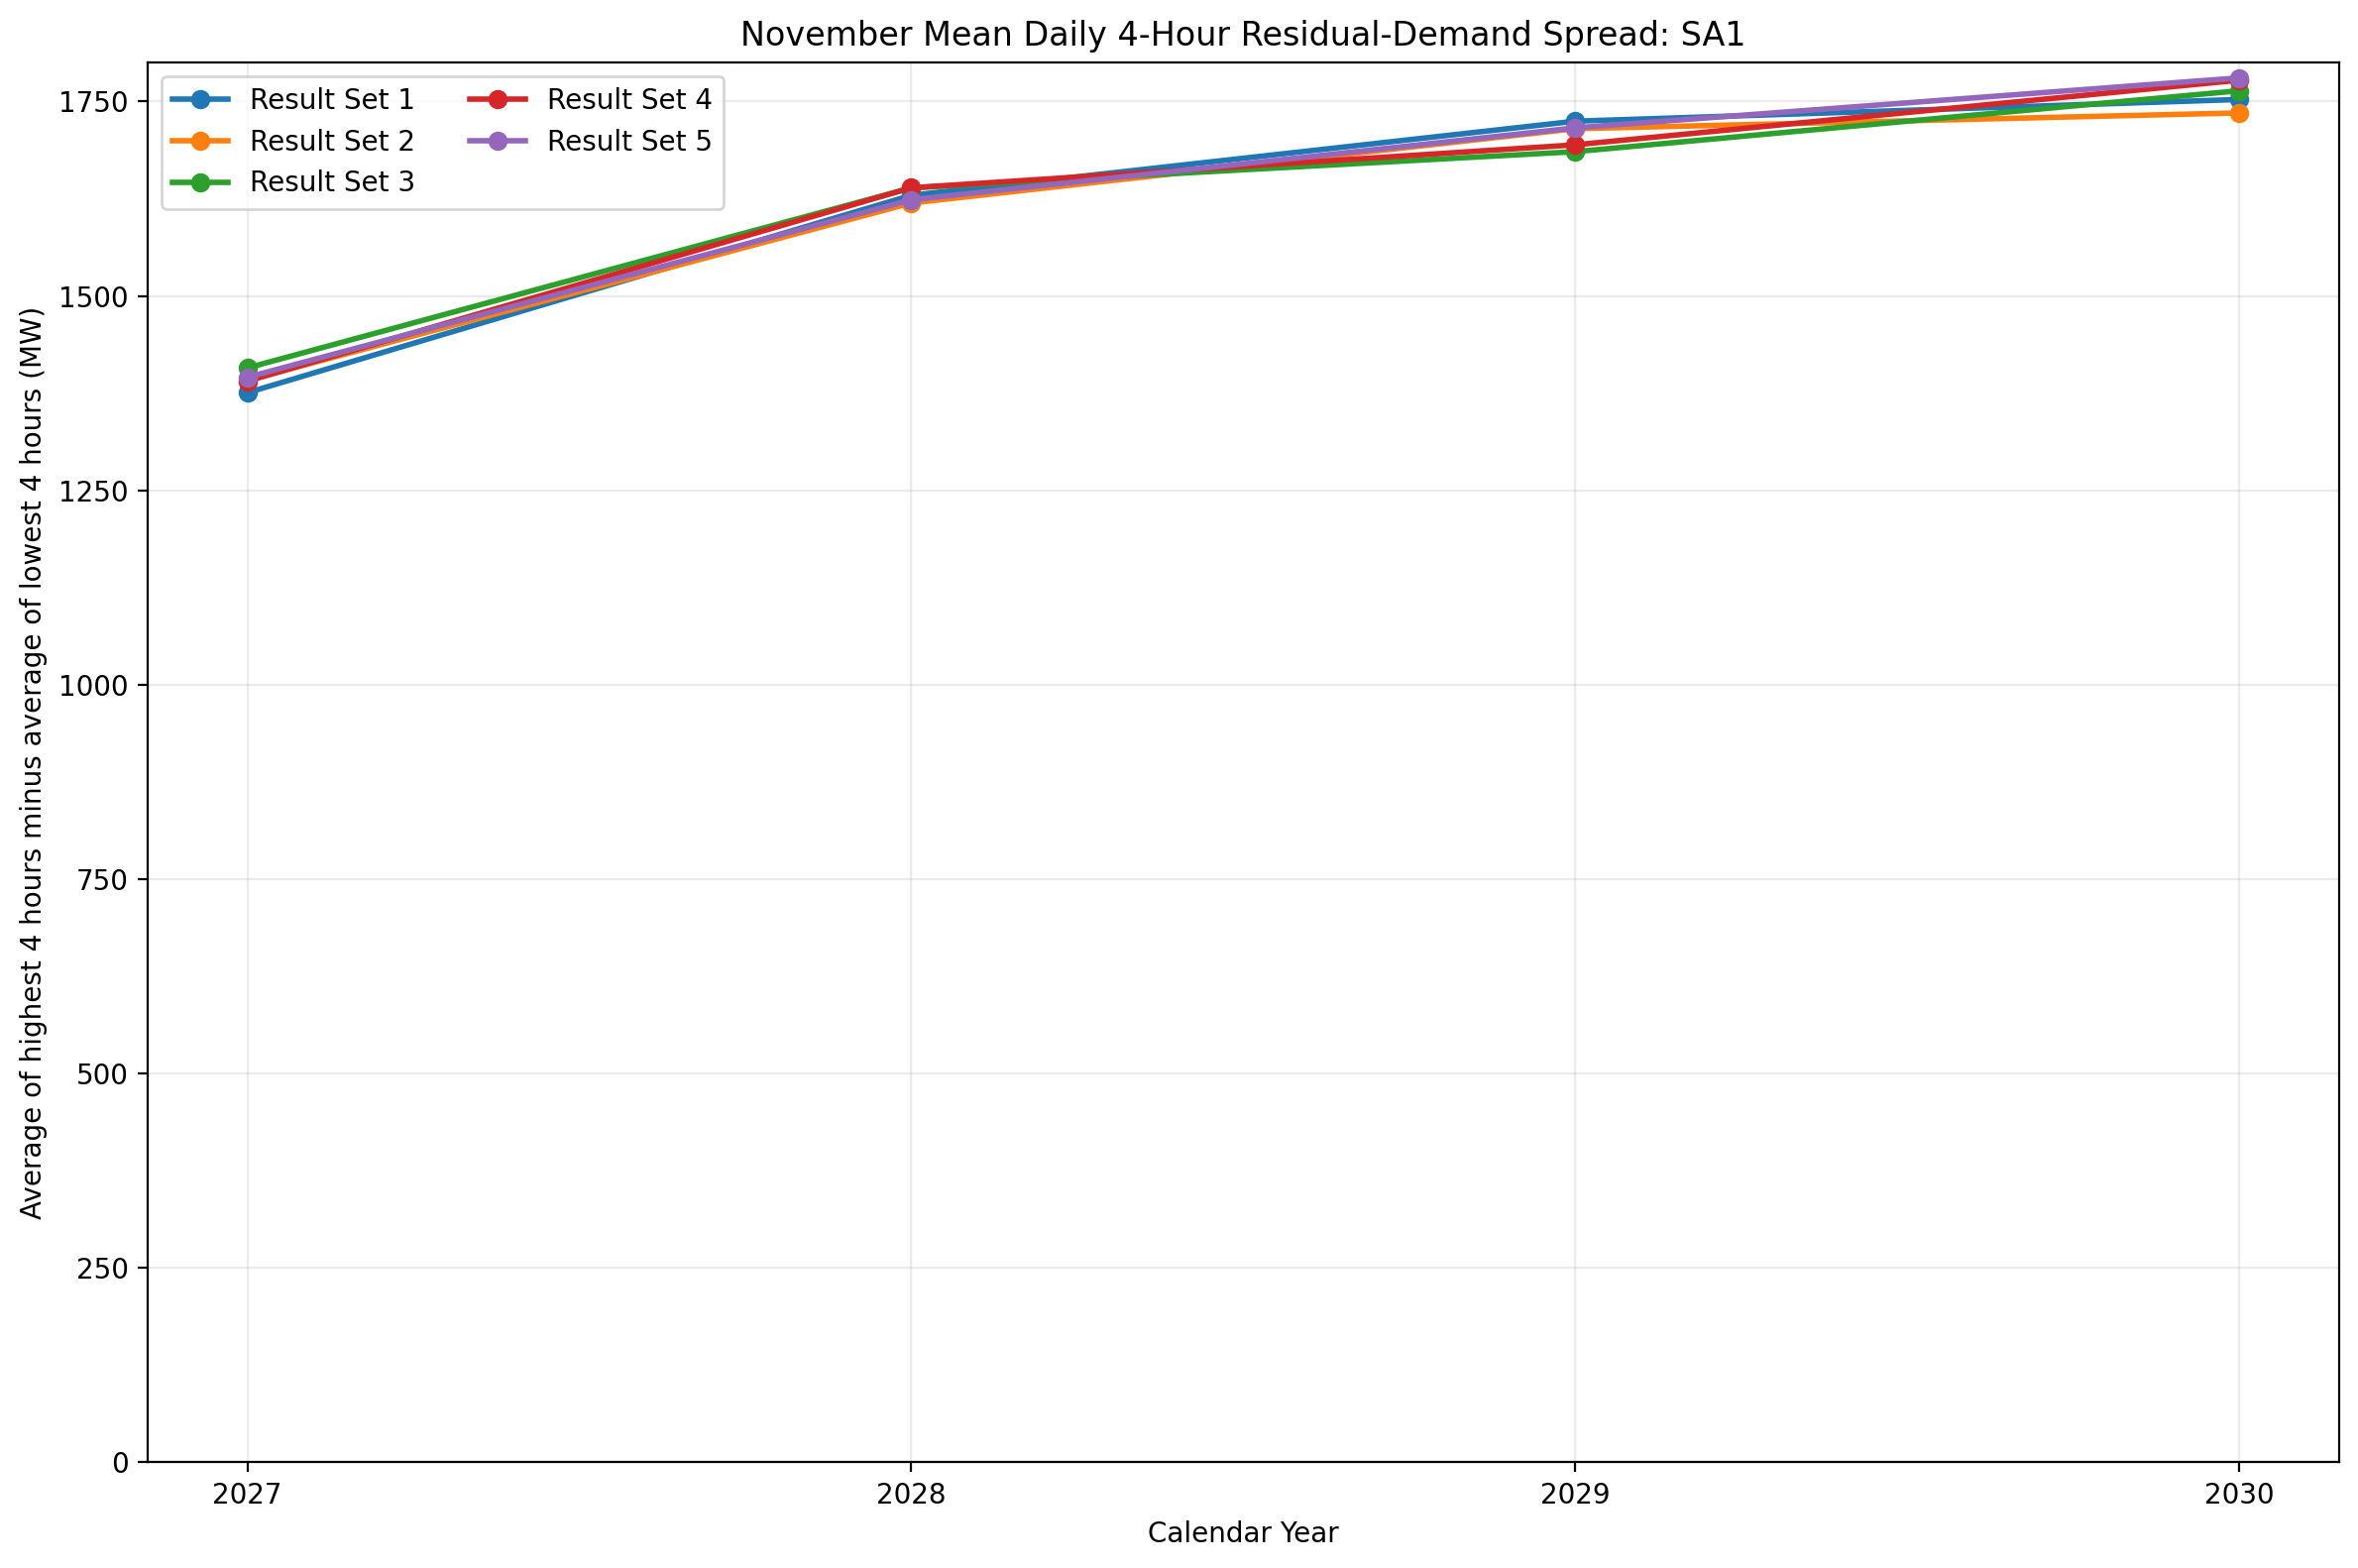 November Mean Daily 4-Hour Residual-Demand Spread: SA1
Result Set 1
Result Set 2
Result Set 3
Result Set 4
Result Set 5
Average of highest 4 hours minus average of lowest 4 hours (MW)
1750
1500
1250
1000
750
500
250
0
2027 2028 2029 2030
Calendar Year